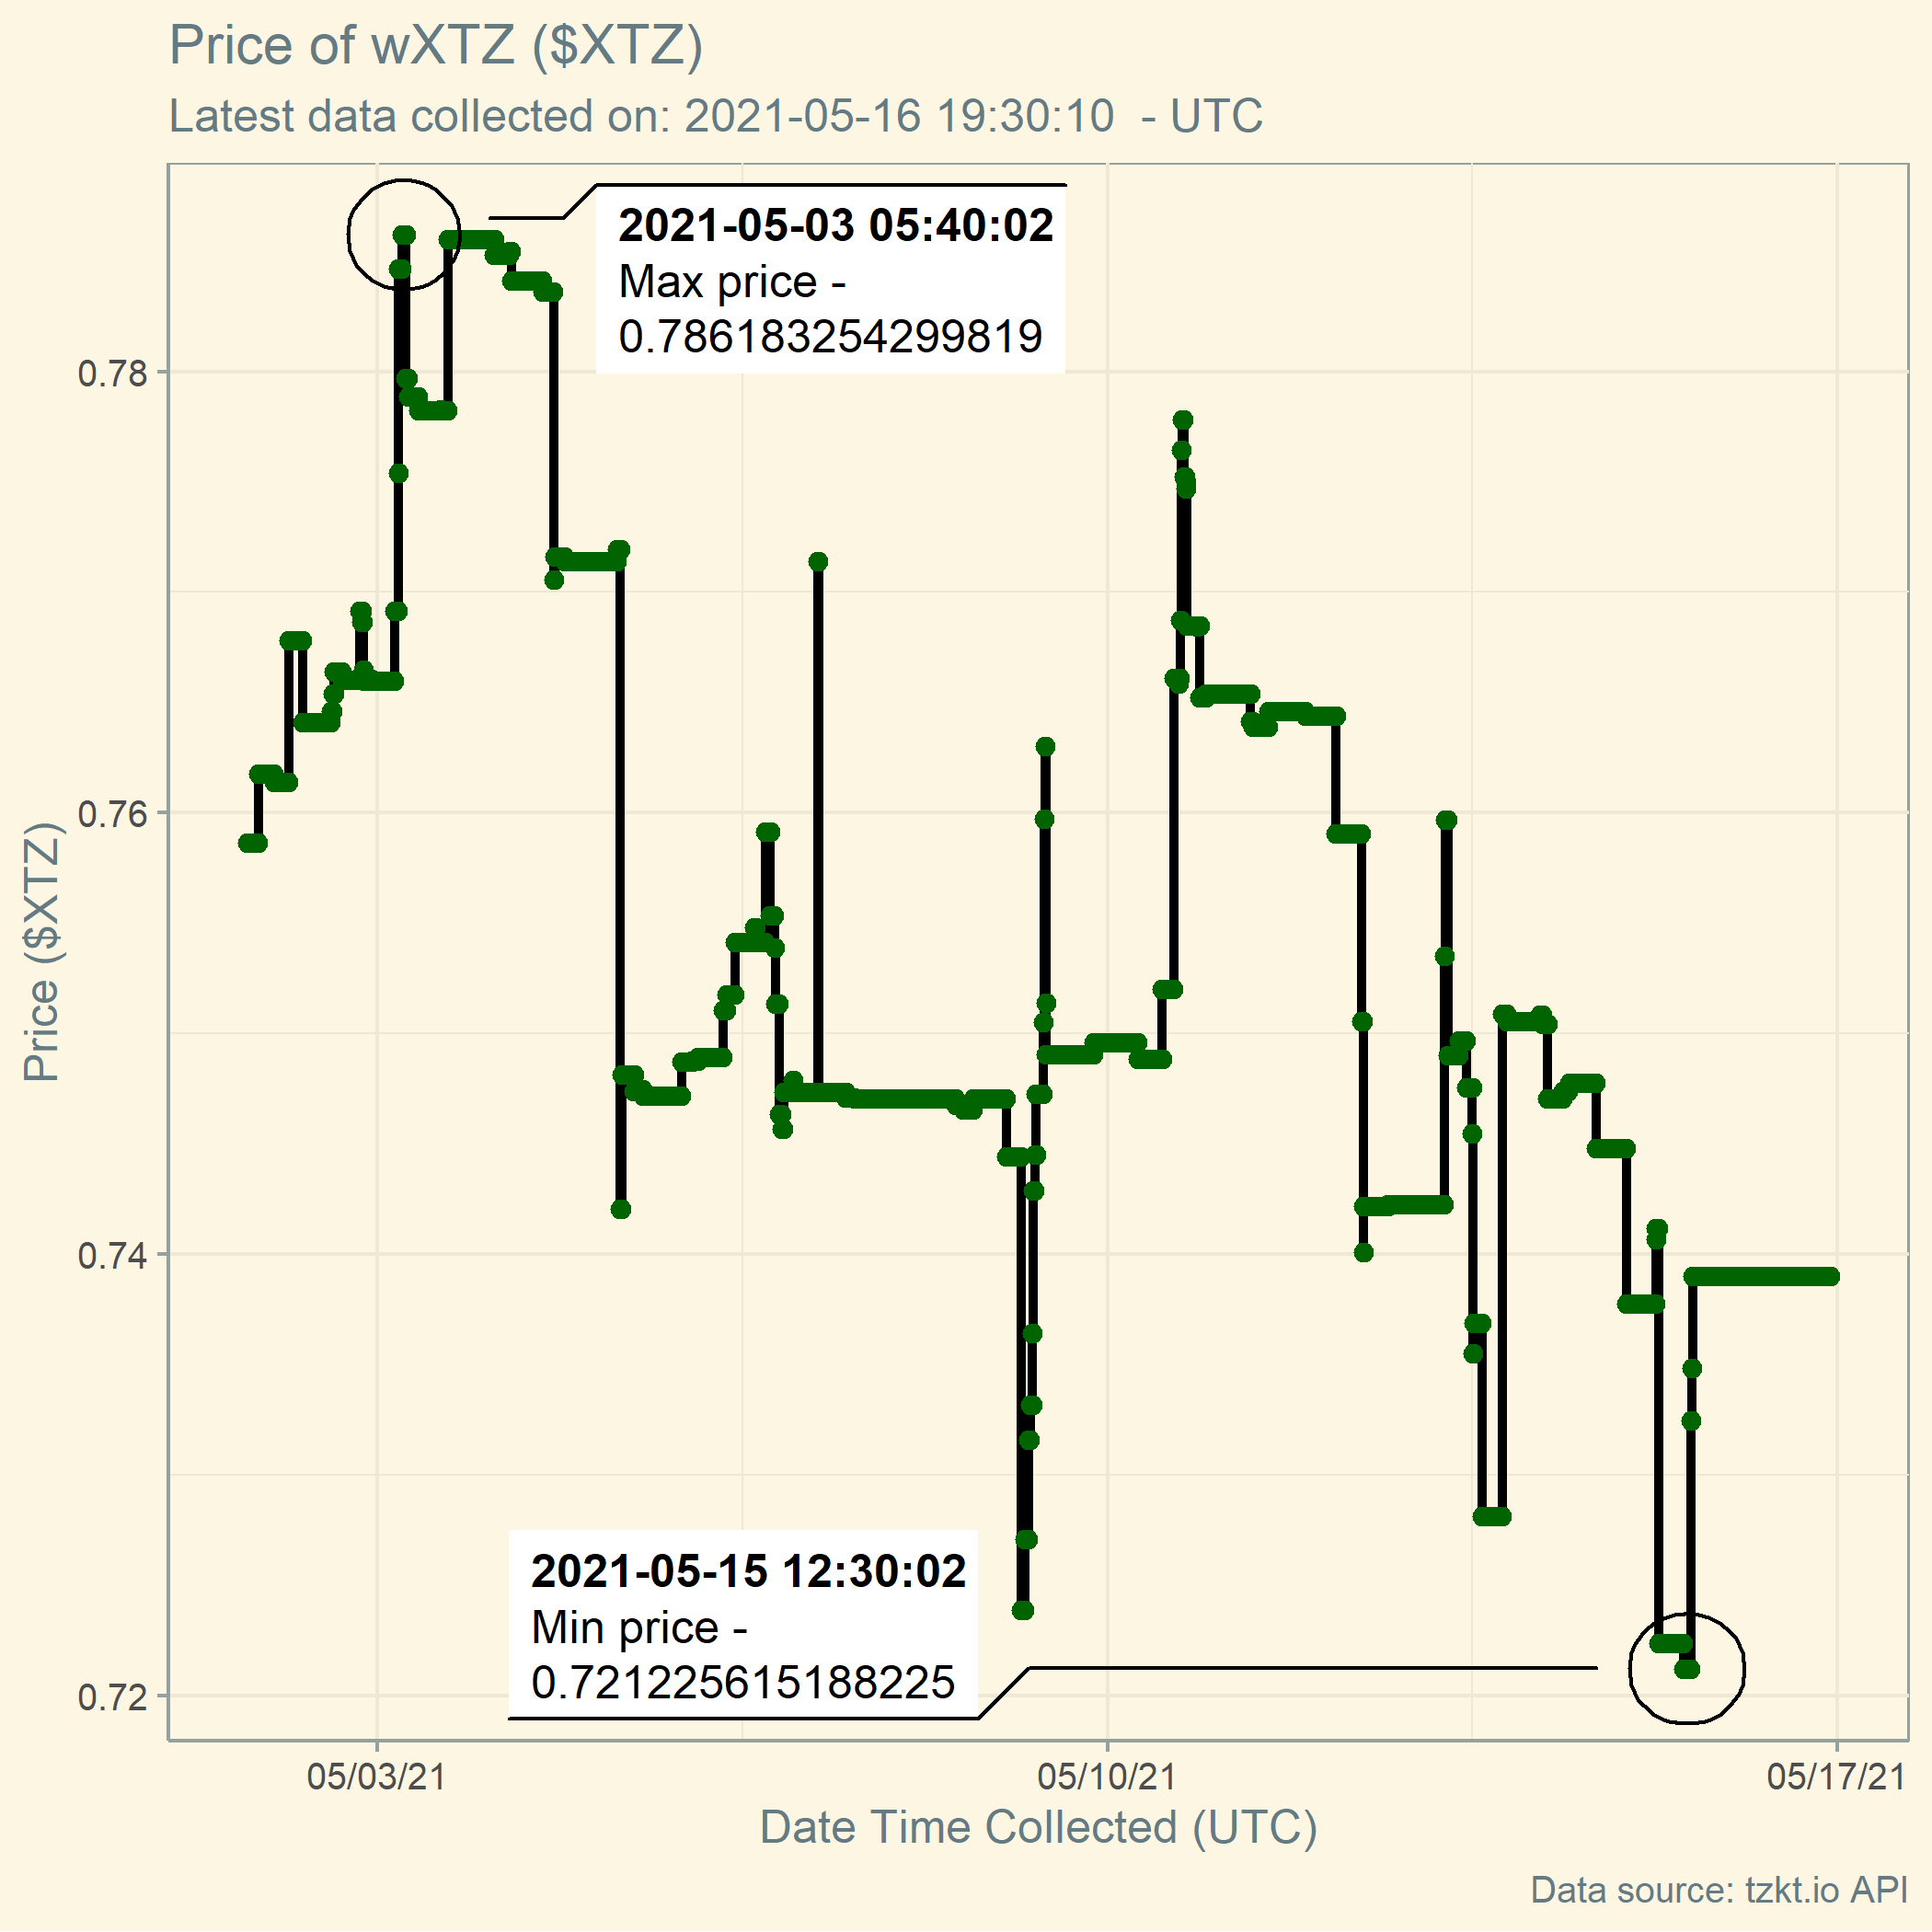 Price of wXTZ ($XTZ)
Latest data collected on: 2021-05-16 19:30:10  - UTC
2021-05-03 05:40:02
Max price -
0.786183254299819
0.78
0.76
0.74
0.72
Price ($XTZ)
2021-05-15 12:30:02
Min price -
0.721225615188225
05/03/21
05/10/21
05/17/21
Date Time Collected (UTC)
Data source: tzkt.io API